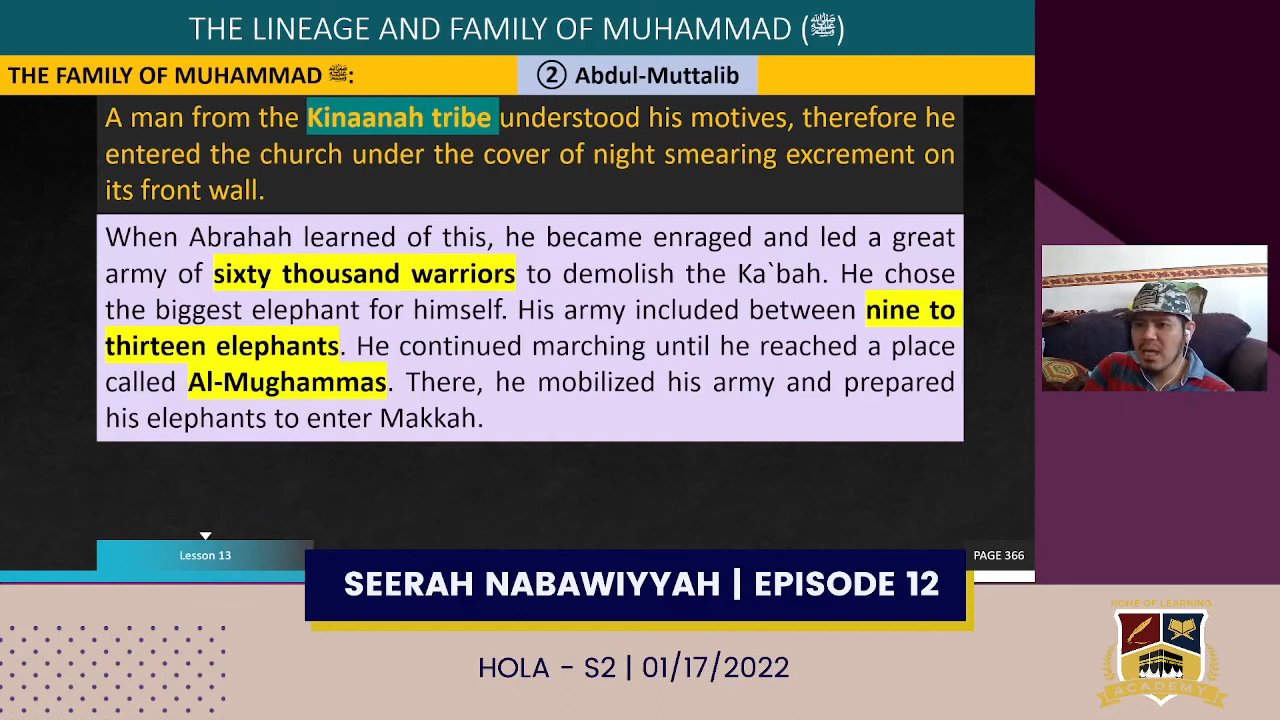 THE LINEAGE AND FAMILY OF MUHAMMAD (ﷺ)
THE FAMILY OF MUHAMMAD ﷺ:
② Abdul-Muttalib
A man from the Kinaanah tribe understood his motives, therefore he
entered the church under the cover of night smearing excrement on
its front wall.
When Abrahah learned of this, he became enraged and led a great
army of sixty thousand warriors to demolish the Ka`bah. He chose
the biggest elephant for himself. His army included between nine to
thirteen elephants. He continued marching until he reached a place
called Al-Mughammas. There, he mobilized his army and prepared
his elephants to enter Makkah.
Lesson 13
PAGE 366
SEERAH NABAWIYYAH | EPISODE 12
HOLA - S2 | 01/17/2022
HOME OF LEARNING
ACADEMY